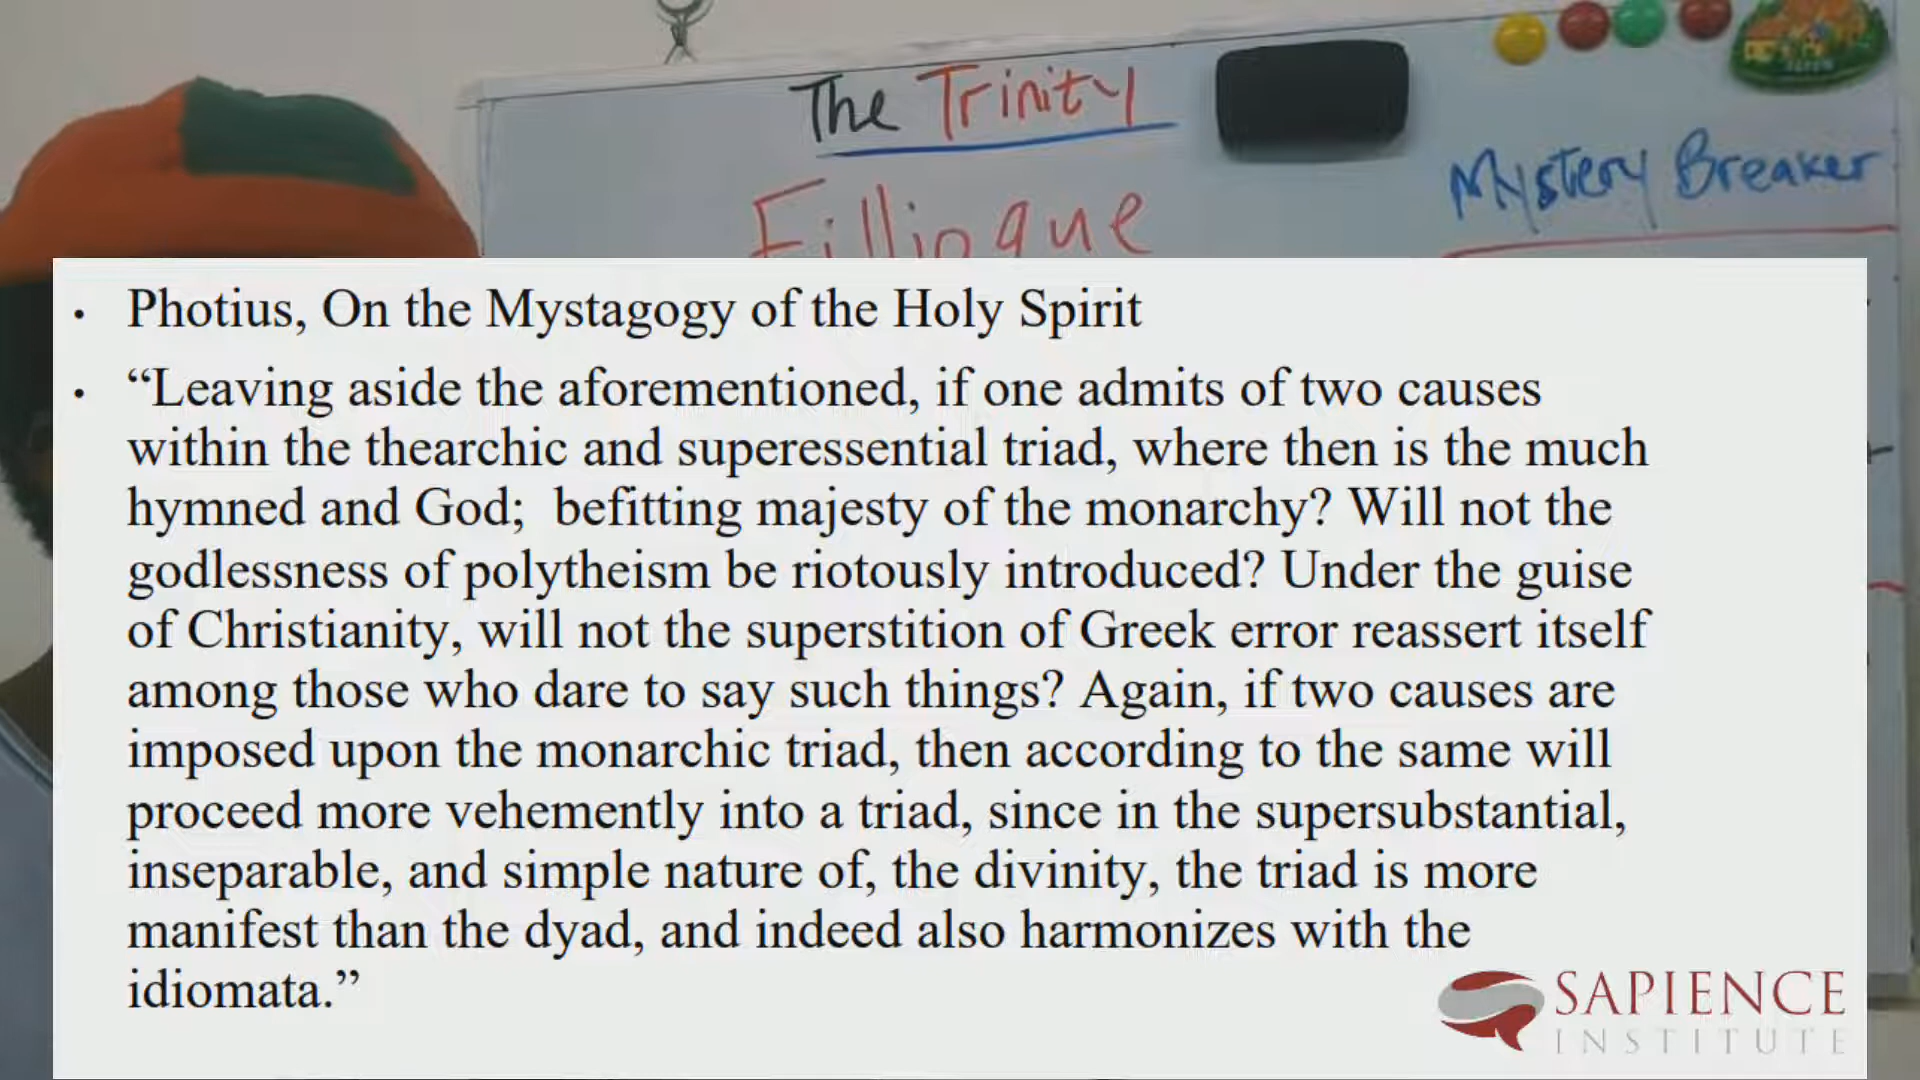 The Trinity
Fillioque
Mystery Breaker
• Photius, On the Mystagogy of the Holy Spirit
• “Leaving aside the aforementioned, if one admits of two causes
within the thearchic and superessential triad, where then is the much
hymned and God; befitting majesty of the monarchy? Will not the
godlessness of polytheism be riotously introduced? Under the guise
of Christianity, will not the superstition of Greek error reassert itself
among those who dare to say such things? Again, if two causes are
imposed upon the monarchic triad, then according to the same will
proceed more vehemently into a triad, since in the supersubstantial,
inseparable, and simple nature of, the divinity, the triad is more
manifest than the dyad, and indeed also harmonizes with the
idiomata.”
SAPIENCE
INSTITUTE